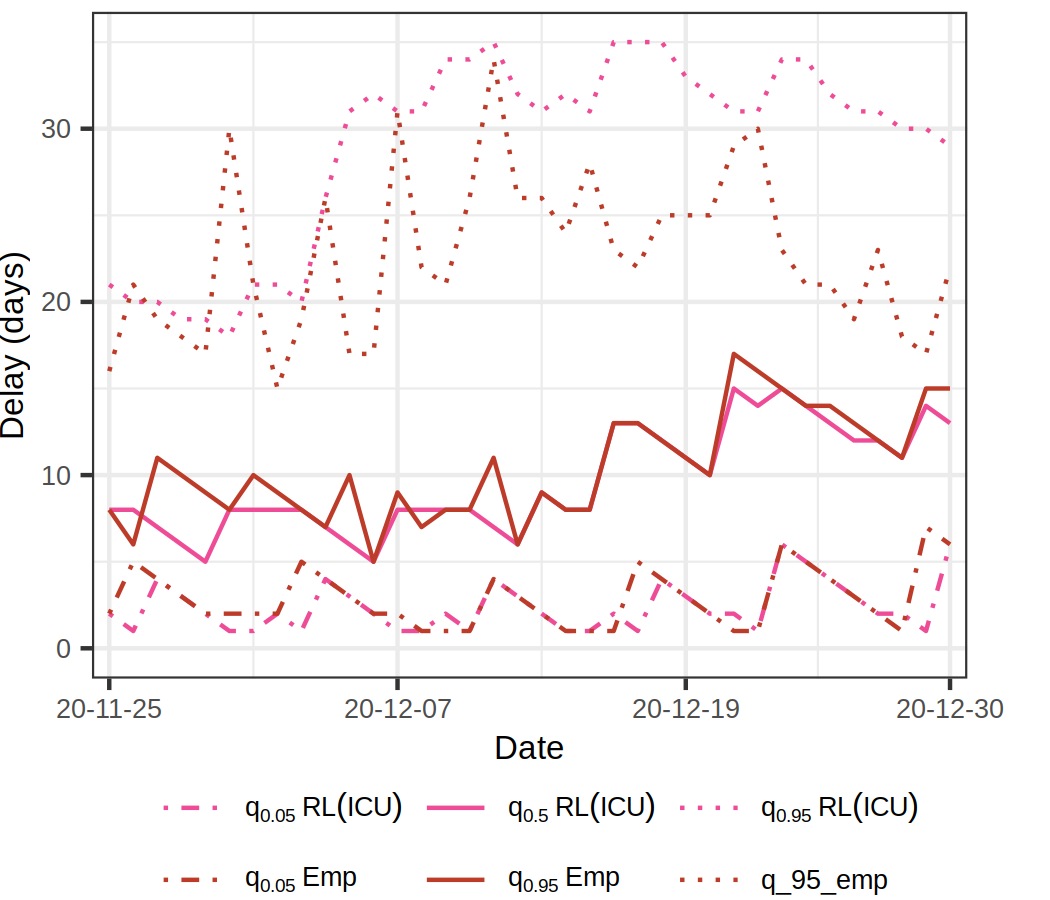 Delay (days)
30
20
10
0
20-11-25 20-12-07 20-12-19 20-12-30
Date
q0.05 RL(ICU) q0.5 RL(ICU) q0.95 RL(ICU)
q0.05 Emp q0.95 Emp q_95_emp